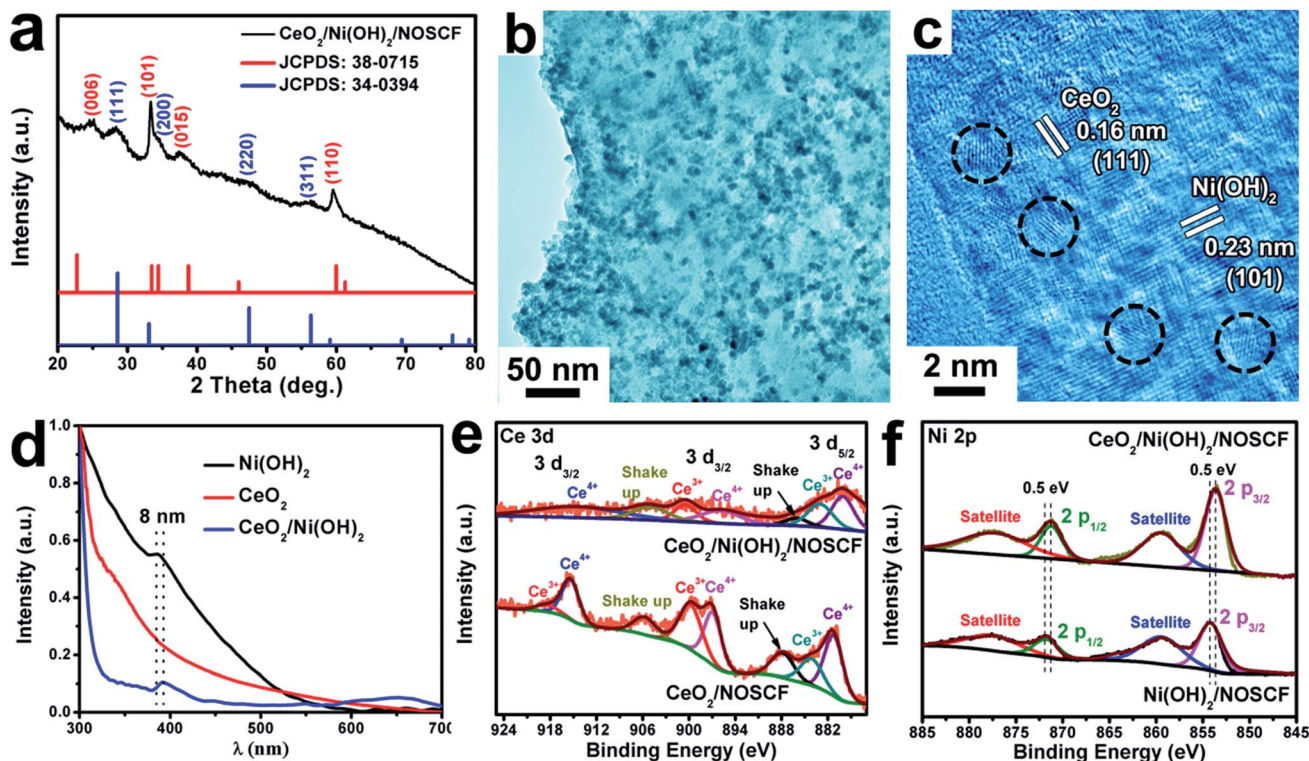 a
CeO2/Ni(OH)2/NOSCF
JCPDS: 38-0715
JCPDS: 34-0394
(006)
(111)
(101)
(200)
(015)
(220)
(311)
(110)
Intensity (a.u.)
20 30 40 50 60 70 80
2 Theta (deg.)
b
50 nm
c
CeO2
0.16 nm
(111)
Ni(OH)2
0.23 nm
(101)
2 nm
d
Ni(OH)2
CeO2
CeO2/Ni(OH)2
8 nm
Intensity (a.u.)
1.0
0.8
0.6
0.4
0.2
0.0
300 400 500 600 700
λ (nm)
e
Ce 3d
3 d3/2
3 d3/2
3 d5/2
Ce4+
Shake
up
Ce3+
Ce4+
Shake
up
Ce3+
Ce4+
CeO2/Ni(OH)2/NOSCF
Ce3+
Ce4+
Shake up
Ce3+
Ce4+
Shake
up
Ce3+
Ce4+
CeO2/NOSCF
Intensity (a.u.)
924 918 912 906 900 894 888 882
Binding Energy (eV)
f
Ni 2p
CeO2/Ni(OH)2/NOSCF
0.5 eV
0.5 eV
Satellite
2 p1/2
Satellite
2 p3/2
Satellite
2 p1/2
Satellite
2 p3/2
Ni(OH)2/NOSCF
Intensity (a.u.)
885 880 875 870 865 860 855 850 845
Binding Energy (eV)